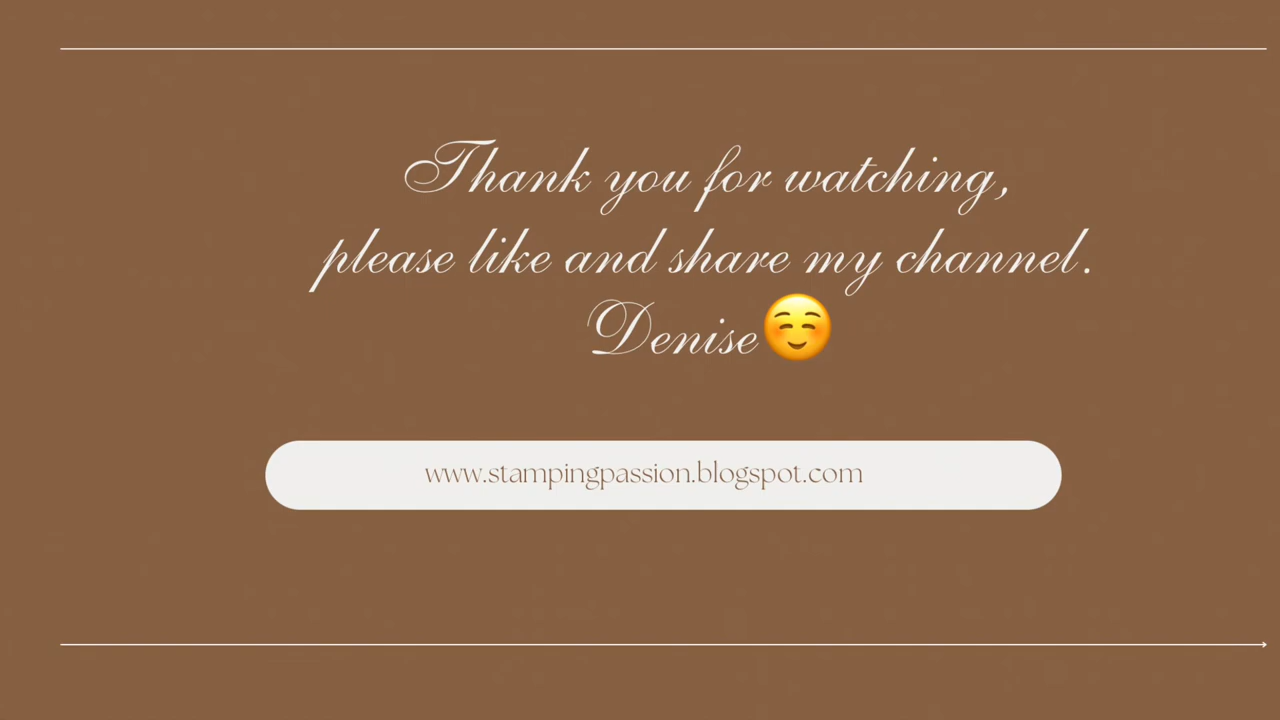 Thank you for watching,
please like and share my channel.
Denise☺️
www.stampingpassion.blogspot.com